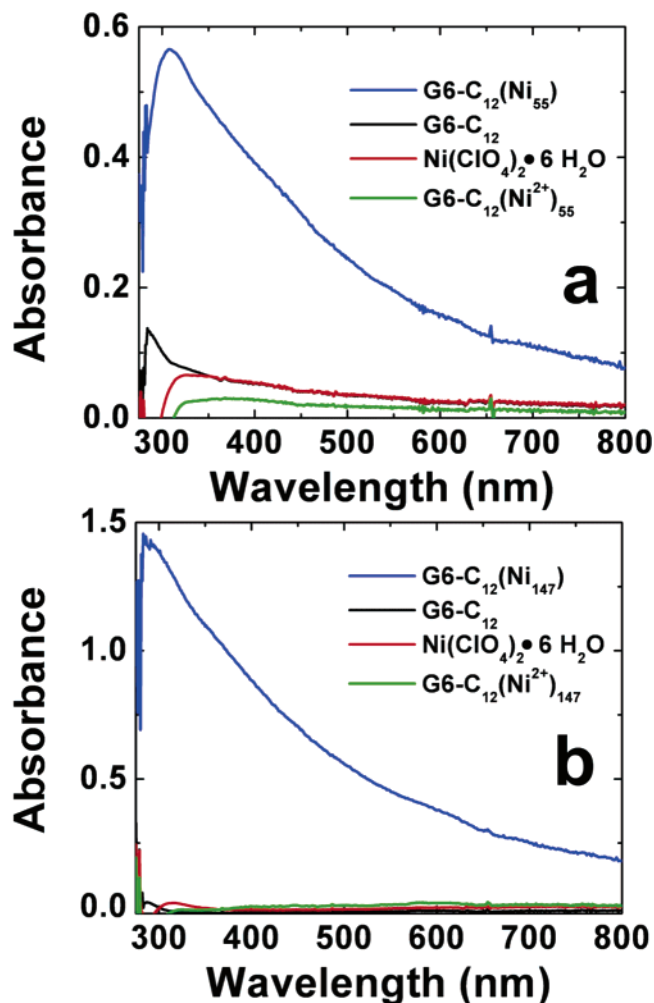 0.6
0.4
0.2
0.0
Absorbance
G6-C₁₂(Ni₅₅)
G6-C₁₂
Ni(ClO₄)₂• 6 H₂O
G6-C₁₂(Ni²⁺)₅₅
a
300 400 500 600 700 800
Wavelength (nm)
1.5
1.0
0.5
0.0
Absorbance
G6-C₁₂(Ni₁₄₇)
G6-C₁₂
Ni(ClO₄)₂• 6 H₂O
G6-C₁₂(Ni²⁺)₁₄₇
b
300 400 500 600 700 800
Wavelength (nm)